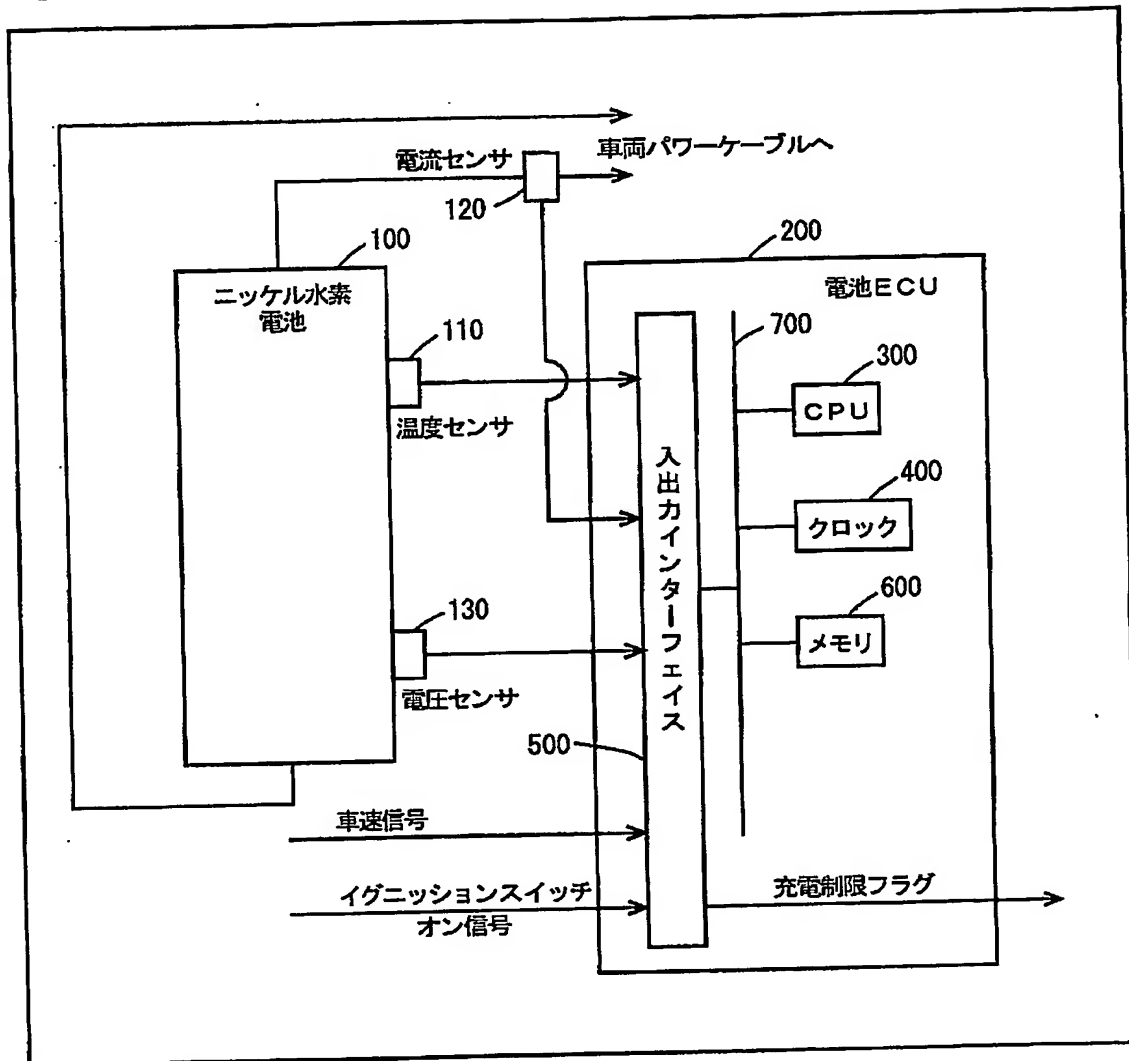 車両パワーケーブルへ
電流センサ
120
100
ニッケル水素
電池
110
温度センサ
130
電圧センサ
200
電池ECU
700
300
CPU
400
クロック
600
メモリ
入出力インターフェイス
500
車速信号
イグニッションスイッチ
オン信号
充電制限フラグ